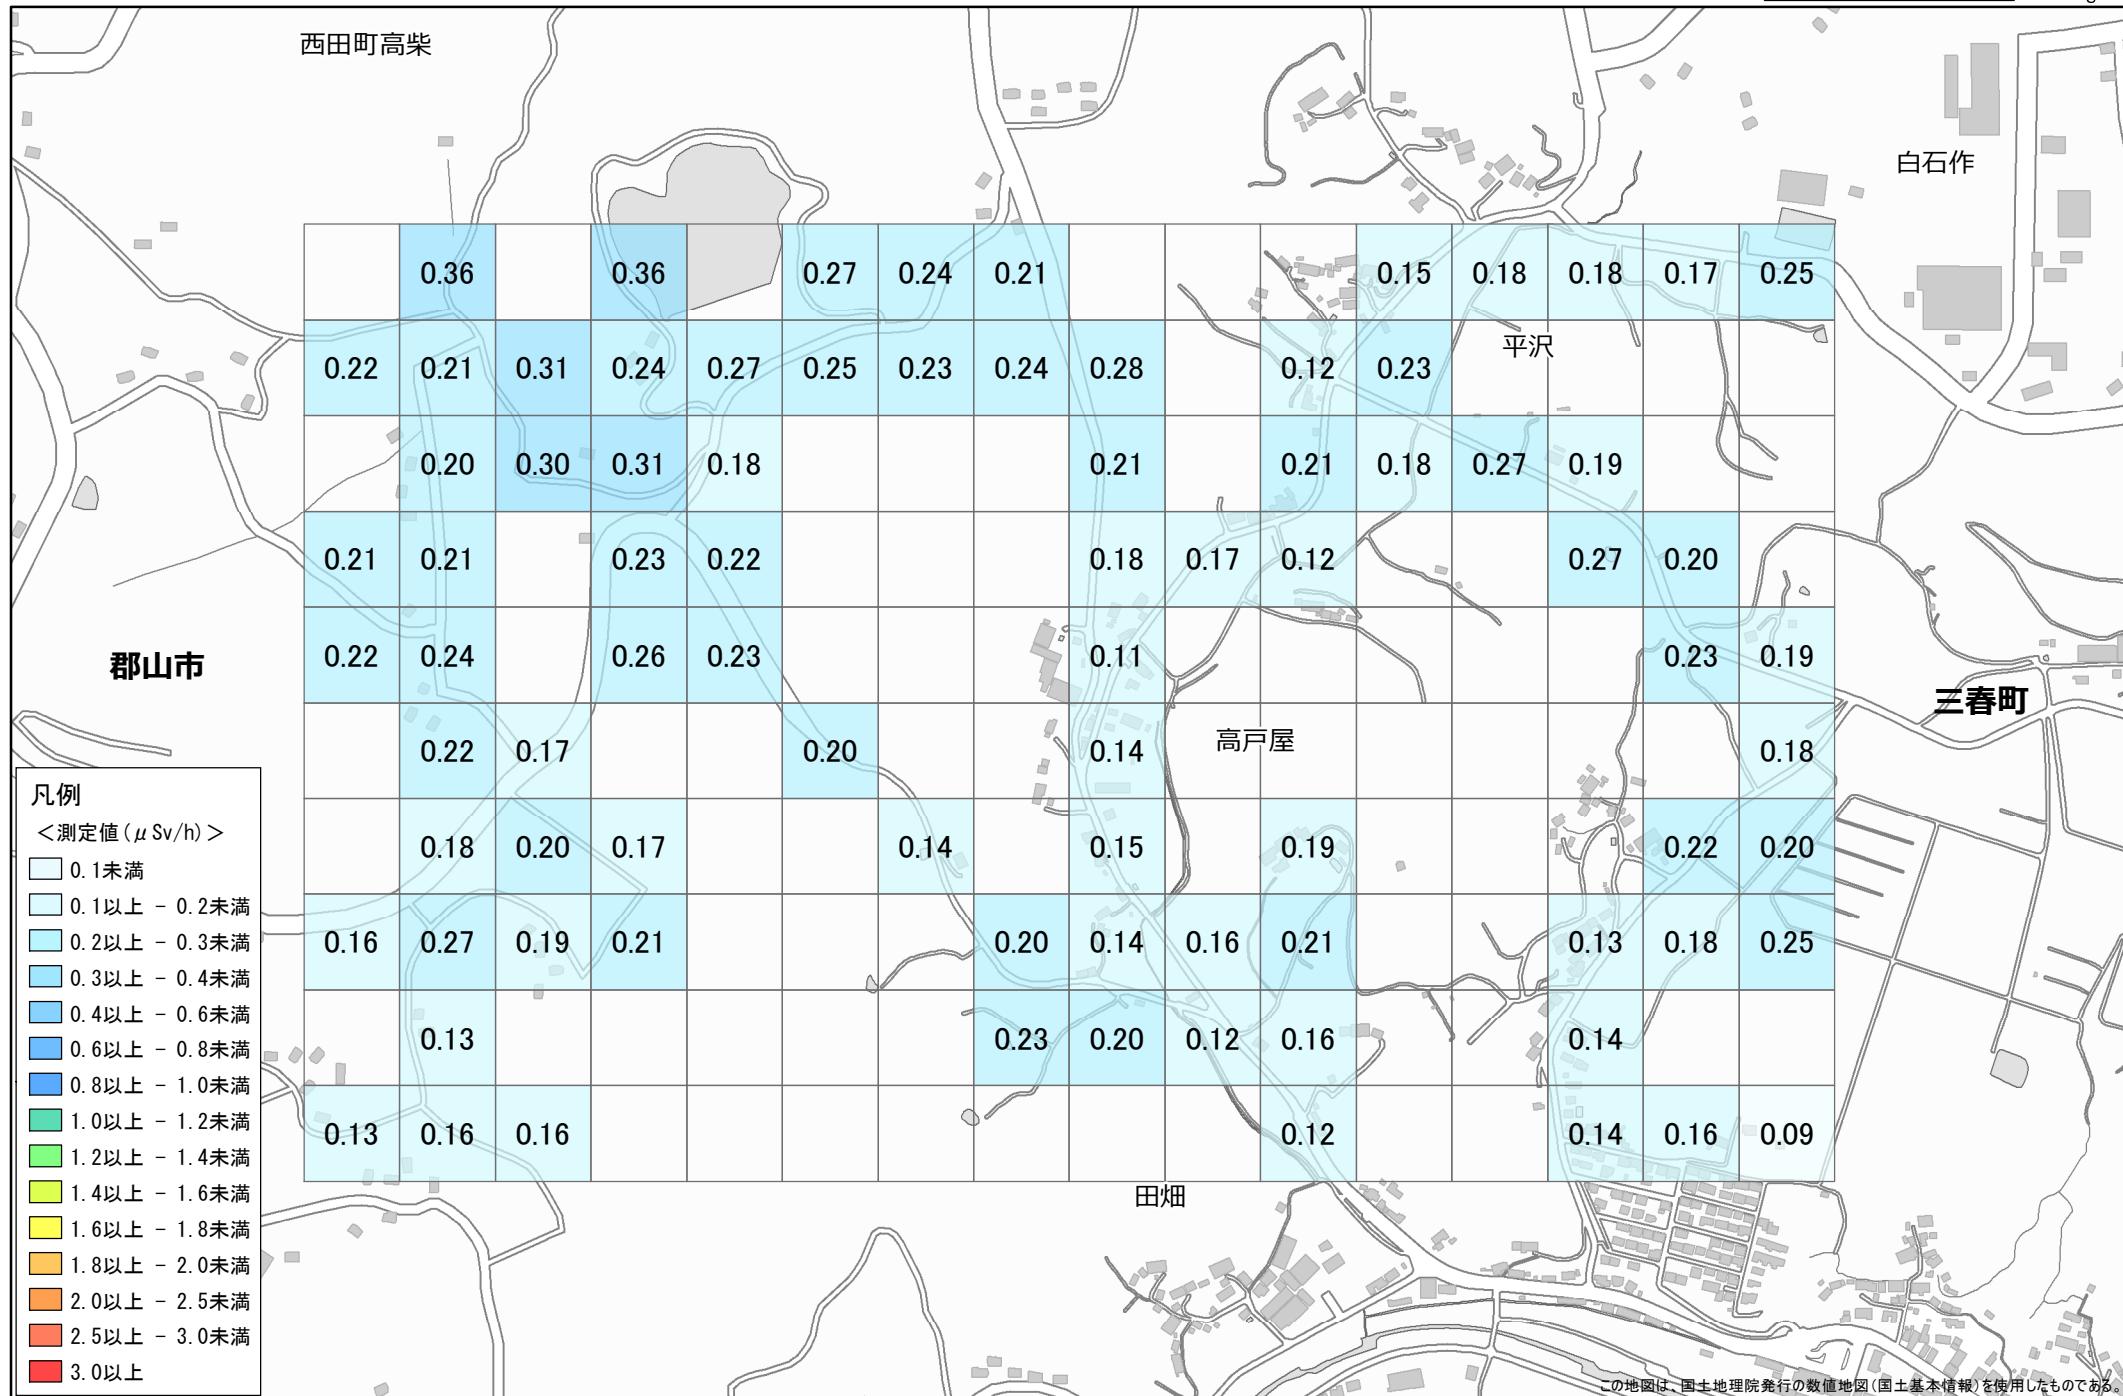 西田町高柴
白石作
0.36 0.36 0.27 0.24 0.21 0.15 0.18 0.18 0.17 0.25
平沢
0.22 0.21 0.31 0.24 0.27 0.25 0.23 0.24 0.28 0.12 0.23
0.20 0.30 0.31 0.18 0.21 0.21 0.18 0.27 0.19
0.21 0.21 0.23 0.22 0.18 0.17 0.12 0.27 0.20
郡山市
0.22 0.24 0.26 0.23 0.11 0.23 0.19
三春町
高戸屋
0.22 0.17 0.20 0.14 0.18
0.18 0.20 0.17 0.14 0.15 0.19 0.22 0.20
0.16 0.27 0.19 0.21 0.20 0.14 0.16 0.21 0.13 0.18 0.25
0.13 0.23 0.20 0.12 0.16 0.14
0.13 0.16 0.16 0.12 0.14 0.16 0.09
田畑
凡例
＜測定値(μSv/h)＞
0.1未満
0.1以上 － 0.2未満
0.2以上 － 0.3未満
0.3以上 － 0.4未満
0.4以上 － 0.6未満
0.6以上 － 0.8未満
0.8以上 － 1.0未満
1.0以上 － 1.2未満
1.2以上 － 1.4未満
1.4以上 － 1.6未満
1.6以上 － 1.8未満
1.8以上 － 2.0未満
2.0以上 － 2.5未満
2.5以上 － 3.0未満
3.0以上
この地図は、国土地理院発行の数値地図(国土基本情報)を使用したものである。